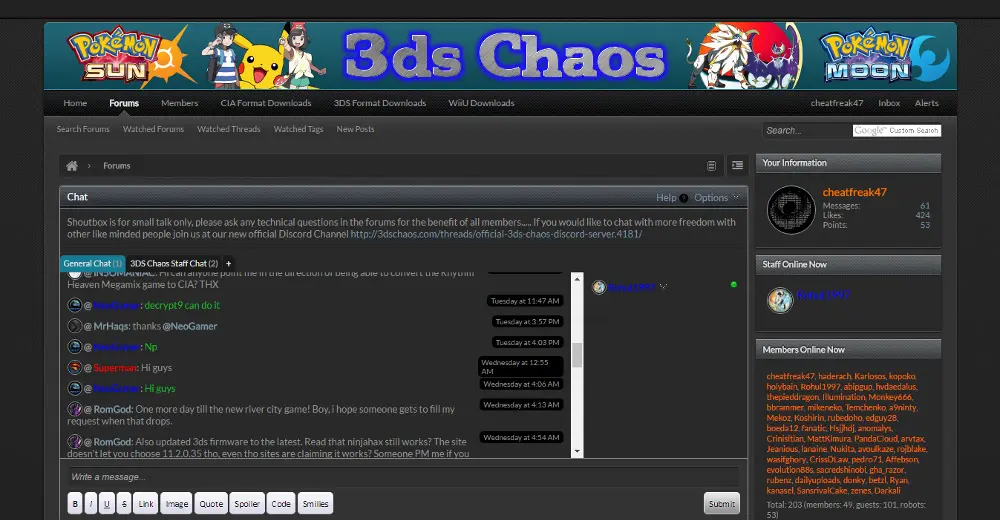 POKéMON SUN
3ds Chaos
POKéMON MOON
Home Forums Members CIA Format Downloads 3DS Format Downloads WiiU Downloads cheatfreak47 Inbox Alerts
Search Forums Watched Forums Watched Threads Watched Tags New Posts Search... Google Custom Search
Forums
Chat Help ? Options
Shoutbox is for small talk only, please ask any technical questions in the forums for the benefit of all members.... If you would like to chat with more freedom with
other like minded people join us at our new official Discord Channel http://3dschaos.com/threads/official-3ds-chaos-discord-server.4181/
General Chat (1) 3DS Chaos Staff Chat (2) +
@ INSOMANIAC: Hi can anyone point me in the direction of being able to convert the Rhythm
Heaven Megamix game to CIA? THX
@ NeoGamer: decrypt9 can do it Tuesday at 11:47 AM
@ MrHaqs: thanks @NeoGamer Tuesday at 3:57 PM
@ NeoGamer: Np Tuesday at 4:03 PM
@ Superman: Hi guys Wednesday at 12:55
AM
@ NeoGamer: Hi guys Wednesday at 4:06 AM
@ RomGod: One more day till the new river city game! Boy, i hope someone gets to fill my Wednesday at 4:13 AM
request when that drops.
@ RomGod: Also updated 3ds firmware to the latest. Read that ninjahax still works? The site Wednesday at 4:54 AM
doesn't let you choose 11.2.0.35 tho, even tho sites are claiming it works? Someone PM me if you
Rohul1997
Write a message...
B I U S Link Image Quote Spoiler Code Smilies Submit
Your Information
cheatfreak47
Messages: 61
Likes: 424
Points: 53
Staff Online Now
Rohul1997
Members Online Now
cheatfreak47, haderach, Karlosos, kopoko,
holybain, Rohul1997, abipgup, hvdaedalus,
thepieddragon, Illumination, Monkey666,
bbrammer, mikeneko, Temchenko, a9ninty,
Mekoz, Koshirin, rubedoho, edguy28,
boeda12, fanatic, Hsjjhdj, anomalys,
Crinisitian, MattKimura, PandaCloud, arvtax,
Jeanious, lanaine, Nukita, avoulkaze, rojblake,
wasifghory, CrissDLaw, pedro71, Affebson,
evolution88s, sacredshinobi, gha_razor,
rubenz, dailyuploads, donky, betzl, Ryan,
kanascl, SansrivalCake, zenes, Darkali
Total: 203 (members: 49, guests: 101, robots:
53)